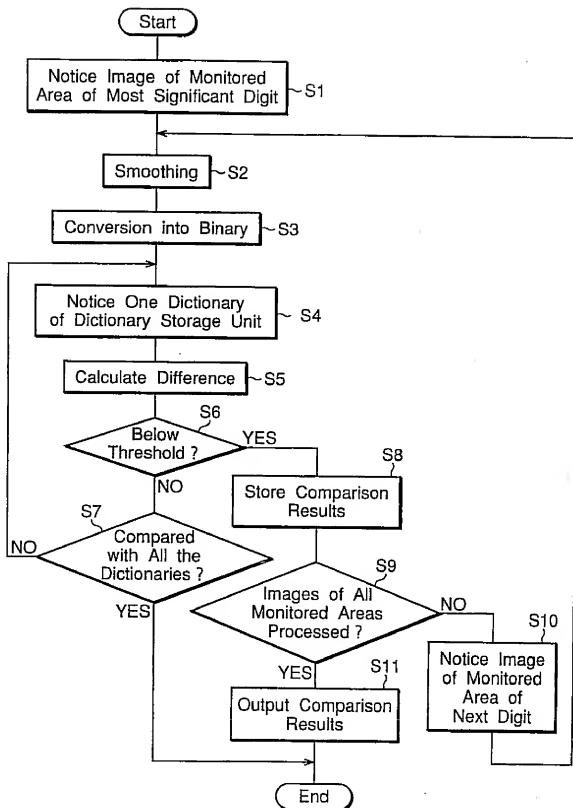 Start
Notice Image of Monitored
Area of Most Significant Digit
S1
Smoothing
S2
Conversion into Binary
S3
Notice One Dictionary
of Dictionary Storage Unit
S4
Calculate Difference
S5
S6
Below
Threshold ?
YES
NO
S8
Store Comparison
Results
S7
Compared
with All the
Dictionaries ?
NO
YES
S9
Images of All
Monitored Areas
Processed ?
NO
YES
S10
Notice Image
of Monitored
Area of
Next Digit
S11
Output Comparison
Results
End